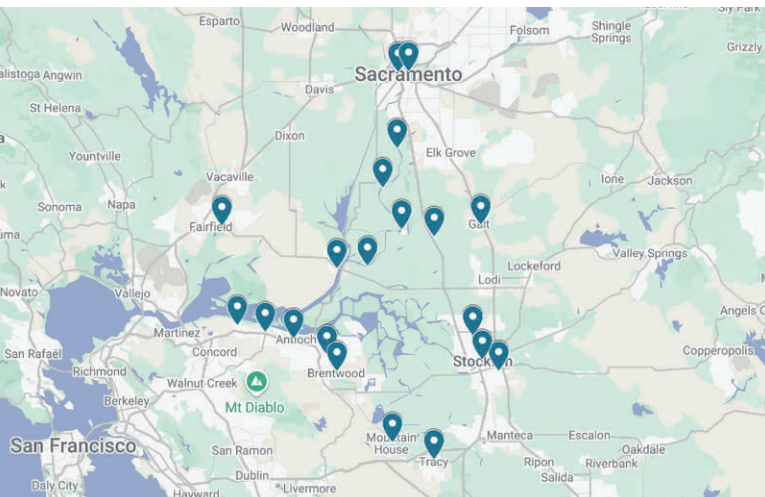 Esparto
Woodland
Folsom
Shingle
Springs
Sly Park
Grizzly
alistoga
Angwin
Sacramento
Davis
St Helena
Dixon
Elk Grove
Yountville
Vacaville
Ione
Jackson
Sonoma
Napa
Fairfield
Galt
Valley Springs
Lockeford
Lodi
Novato
Vallejo
Angels C
Martinez
Antioch
San Rafael
Concord
Copperopolis
Richmond
Walnut Creek
Brentwood
Berkeley
Mt Diablo
San Francisco
San Ramon
Mountain
House
Tracy
Manteca
Escalon
Oakdale
Ripon
Riverbank
Salida
Dublin
Livermore
Daly City
Hayward